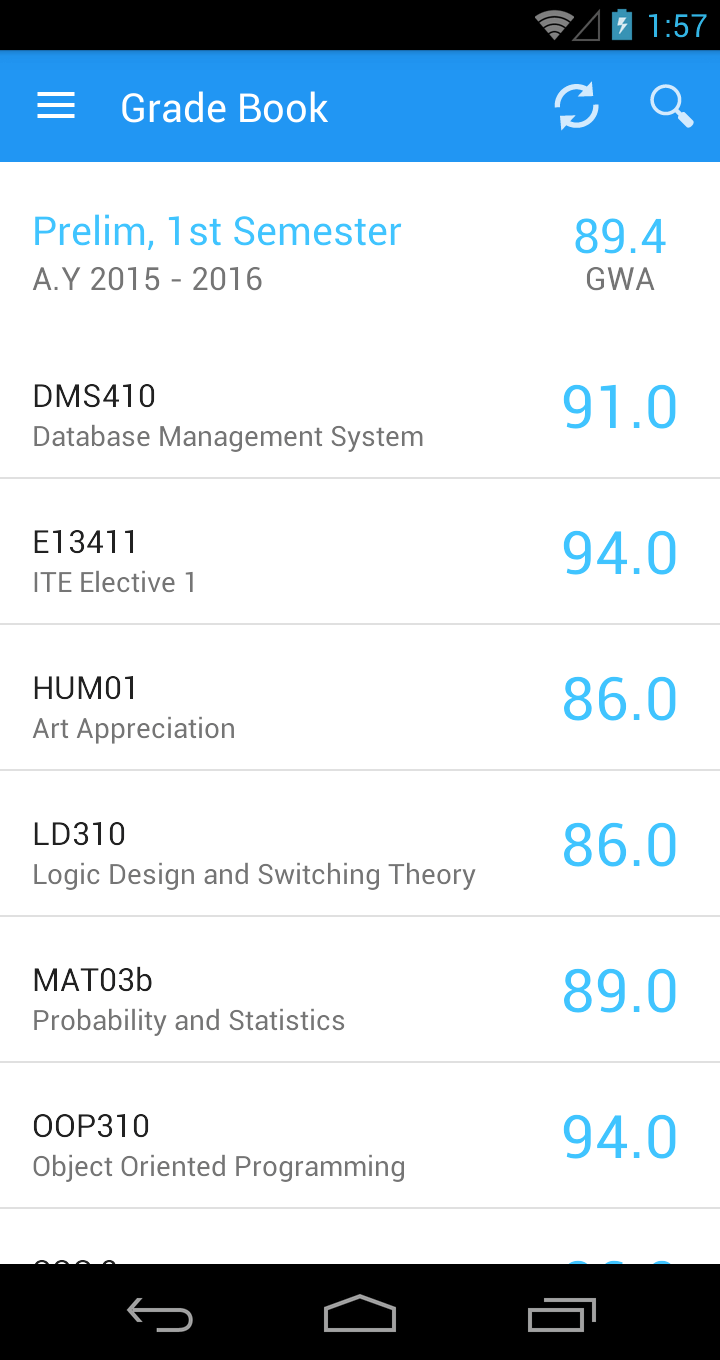 1:57
Grade Book
Prelim, 1st Semester
89.4
A.Y 2015 - 2016
GWA
DMS410
91.0
Database Management System
E13411
94.0
ITE Elective 1
HUM01
86.0
Art Appreciation
LD310
86.0
Logic Design and Switching Theory
MAT03b
89.0
Probability and Statistics
OOP310
94.0
Object Oriented Programming